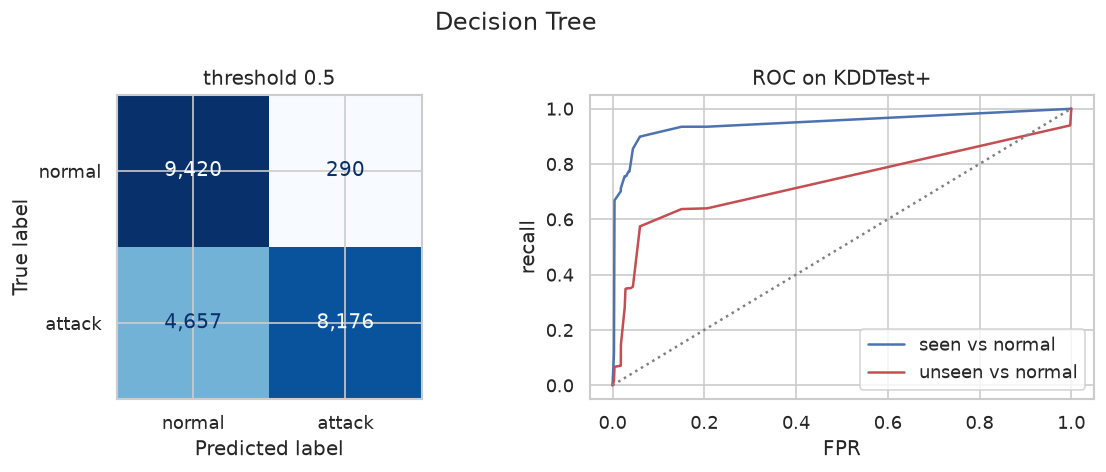 Decision Tree
threshold 0.5
normal
9,420
290
attack
4,657
8,176
True label
normal
attack
Predicted label
ROC on KDDTest+
1.0
0.8
0.6
0.4
0.2
0.0
recall
seen vs normal
unseen vs normal
0.0
0.2
0.4
0.6
0.8
1.0
FPR